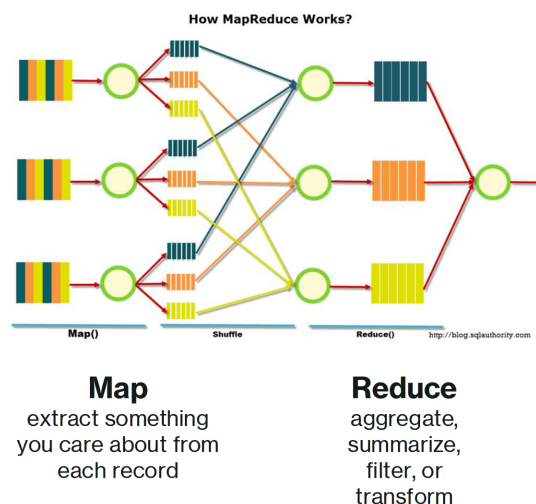 How MapReduce Works?
Map()
Shuffle
Reduce()
http://blog.sqlauthority.com
Map
extract something
you care about from
each record
Reduce
aggregate,
summarize,
filter, or
transform